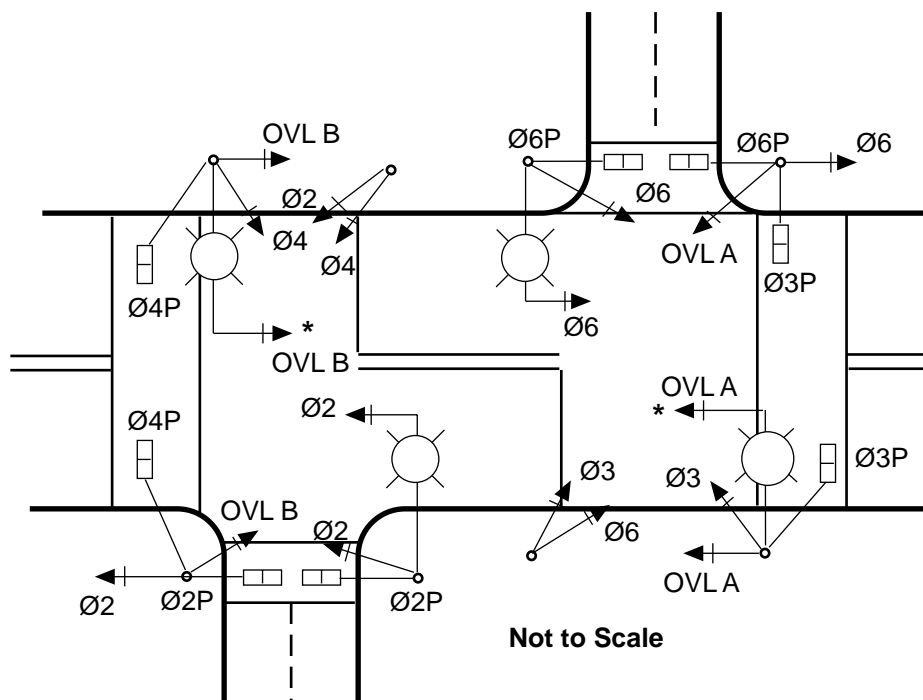 OVL B
Ø6P
Ø6P
Ø6
Ø2
Ø6
Ø4
Ø4
OVL A
Ø4P
Ø3P
*
Ø6
OVL B
OVL A
*
Ø2
Ø4P
Ø3
Ø3
Ø3P
OVL B
Ø2
Ø6
Ø2
Ø2P
Ø2P
OVL A
Not to Scale